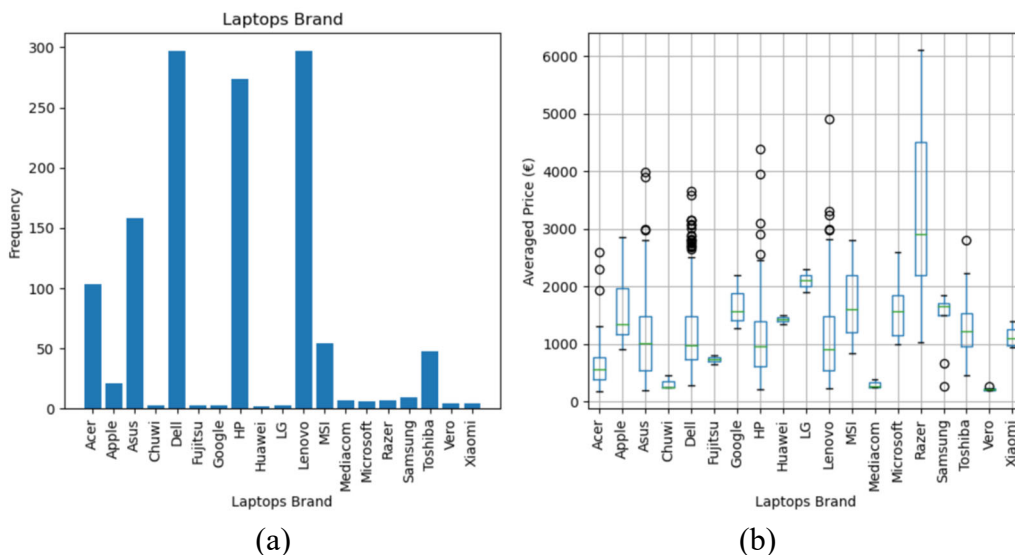 Laptops Brand
300
250
200
150
100
50
0
Frequency
Acer
Apple
Asus
Chuwi
Dell
Fujitsu
Google
HP
Huawei
LG
Lenovo
MSI
Mediacom
Microsoft
Razer
Samsung
Toshiba
Vero
Xiaomi
Laptops Brand
(a)
6000
5000
4000
3000
2000
1000
0
Averaged Price (€)
Acer
Apple
Asus
Chuwi
Dell
Fujitsu
Google
HP
Huawei
LG
Lenovo
MSI
Mediacom
Microsoft
Razer
Samsung
Toshiba
Vero
Xiaomi
Laptops Brand
(b)